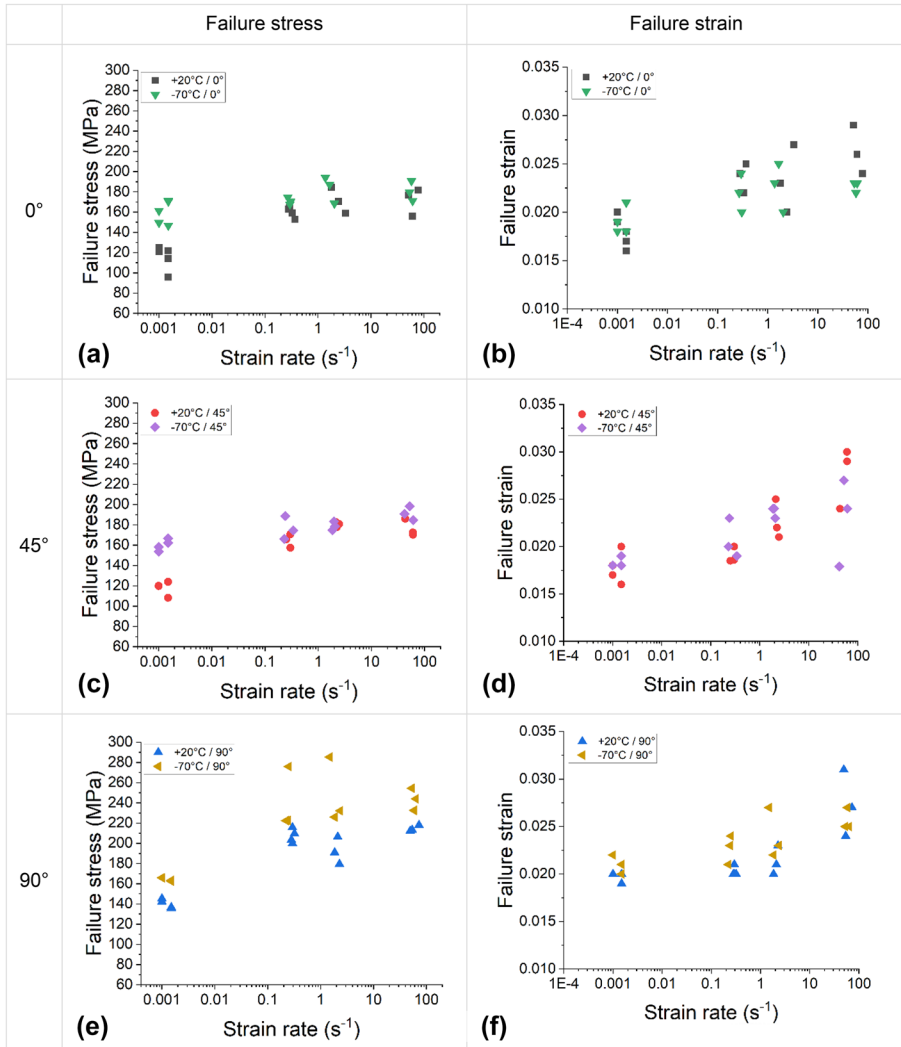 Failure stress
Failure strain
0°
300
280
260
240
220
200
180
160
140
120
100
80
60
Failure stress (MPa)
+20°C / 0°
-70°C / 0°
0.001
0.01
0.1
1
10
100
(a)
Strain rate (s⁻¹)
0.035
0.030
0.025
0.020
0.015
0.010
Failure strain
+20°C / 0°
-70°C / 0°
1E-4
0.001
0.01
0.1
1
10
100
(b)
Strain rate (s⁻¹)
45°
300
280
260
240
220
200
180
160
140
120
100
80
60
Failure stress (MPa)
+20°C / 45°
-70°C / 45°
0.001
0.01
0.1
1
10
100
(c)
Strain rate (s⁻¹)
0.035
0.030
0.025
0.020
0.015
0.010
Failure strain
+20°C / 45°
-70°C / 45°
1E-4
0.001
0.01
0.1
1
10
100
(d)
Strain rate (s⁻¹)
90°
300
280
260
240
220
200
180
160
140
120
100
80
60
Failure stress (MPa)
+20°C / 90°
-70°C / 90°
0.001
0.01
0.1
1
10
100
(e)
Strain rate (s⁻¹)
0.035
0.030
0.025
0.020
0.015
0.010
Failure strain
+20°C / 90°
-70°C / 90°
1E-4
0.001
0.01
0.1
1
10
100
(f)
Strain rate (s⁻¹)